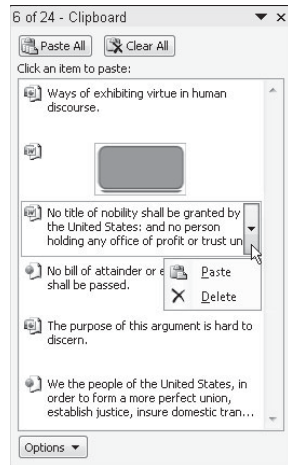 6 of 24 - Clipboard
Paste All Clear All
Click an item to paste:
Ways of exhibiting virtue in human
discourse.
No title of nobility shall be granted by
the United States: and no person
holding any office of profit or trust un
No bill of attainder or e
shall be passed.
Paste
Delete
The purpose of this argument is hard to
discern.
We the people of the United States, in
order to form a more perfect union,
establish justice, insure domestic tran...
Options